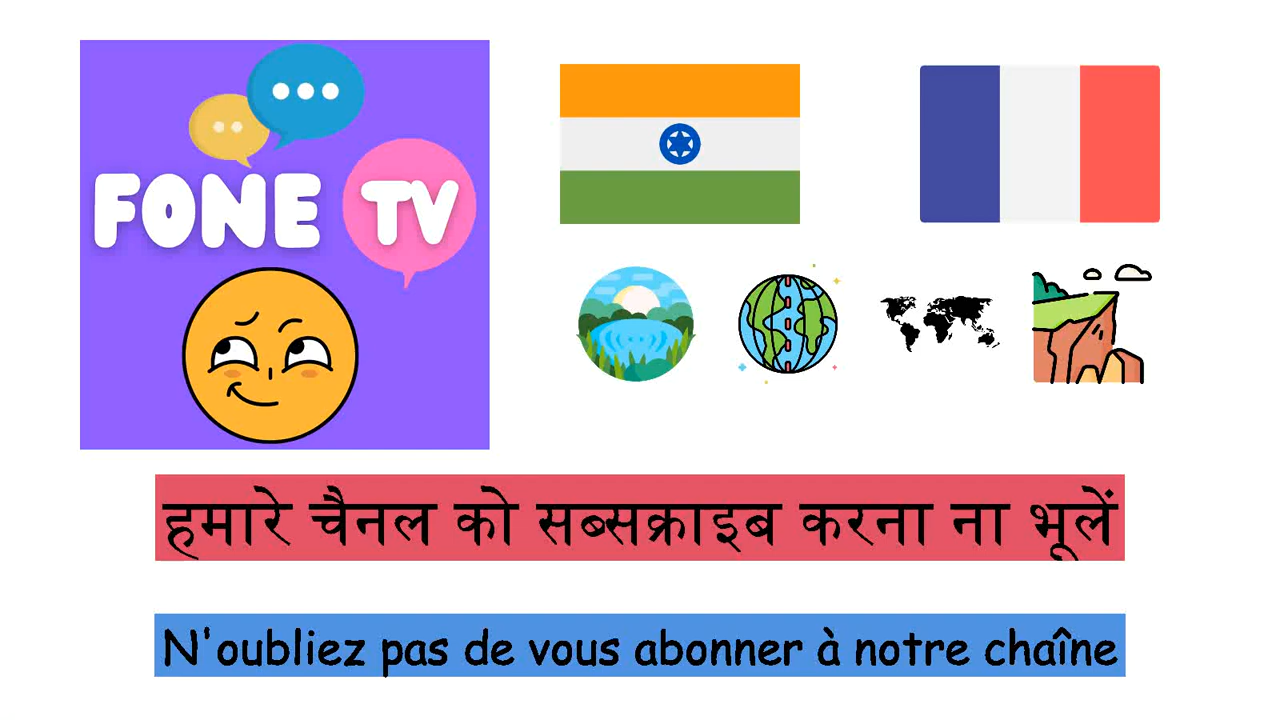 FONE TV
हमारे चैनल को सब्सक्राइब करना ना भूलें
N'oubliez pas de vous abonner à notre chaîne